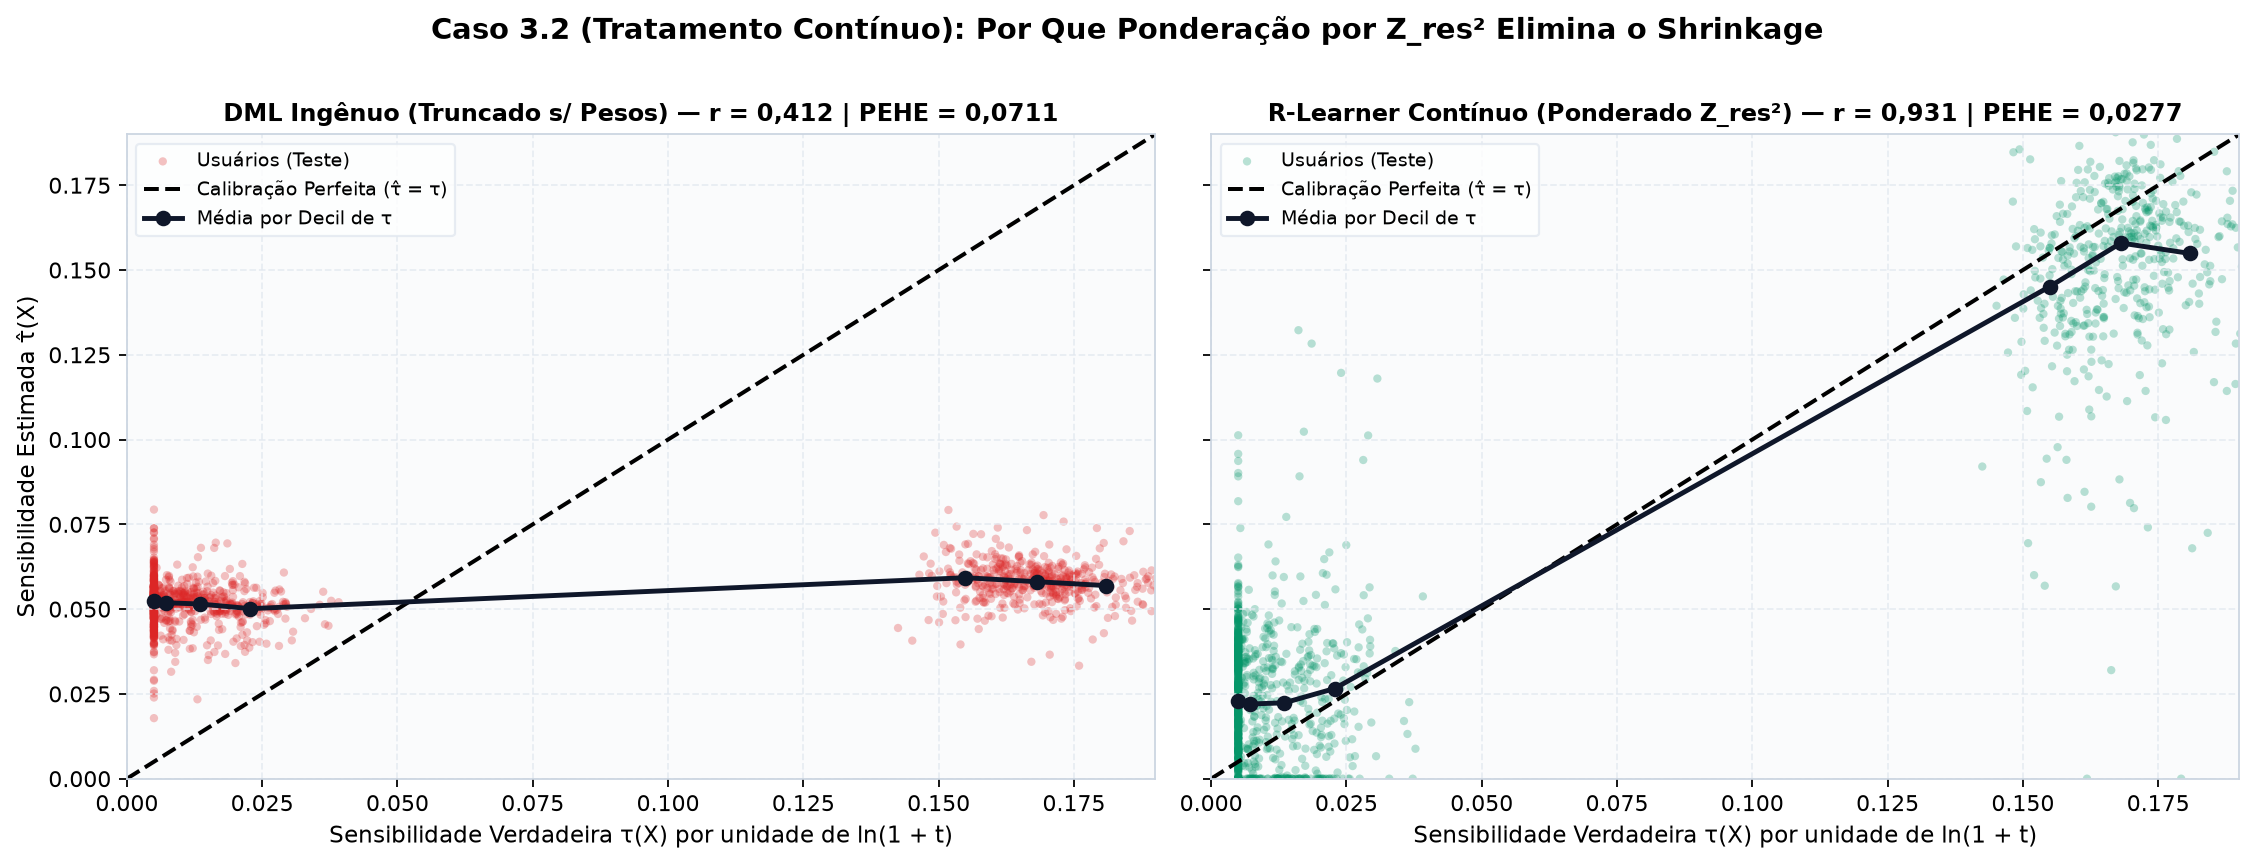 Caso 3.2 (Tratamento Contínuo): Por Que Ponderação por Z_res² Elimina o Shrinkage
DML Ingênuo (Truncado s/ Pesos) — r = 0,412 | PEHE = 0,0711
Usuários (Teste)
Calibração Perfeita (τ̂ = τ)
Média por Decil de τ
Sensibilidade Estimada τ̂(X)
0.175
0.150
0.125
0.100
0.075
0.050
0.025
0.000
0.000 0.025 0.050 0.075 0.100 0.125 0.150 0.175
Sensibilidade Verdadeira τ(X) por unidade de ln(1 + t)
R-Learner Contínuo (Ponderado Z_res²) — r = 0,931 | PEHE = 0,0277
Usuários (Teste)
Calibração Perfeita (τ̂ = τ)
Média por Decil de τ
0.000 0.025 0.050 0.075 0.100 0.125 0.150 0.175
Sensibilidade Verdadeira τ(X) por unidade de ln(1 + t)